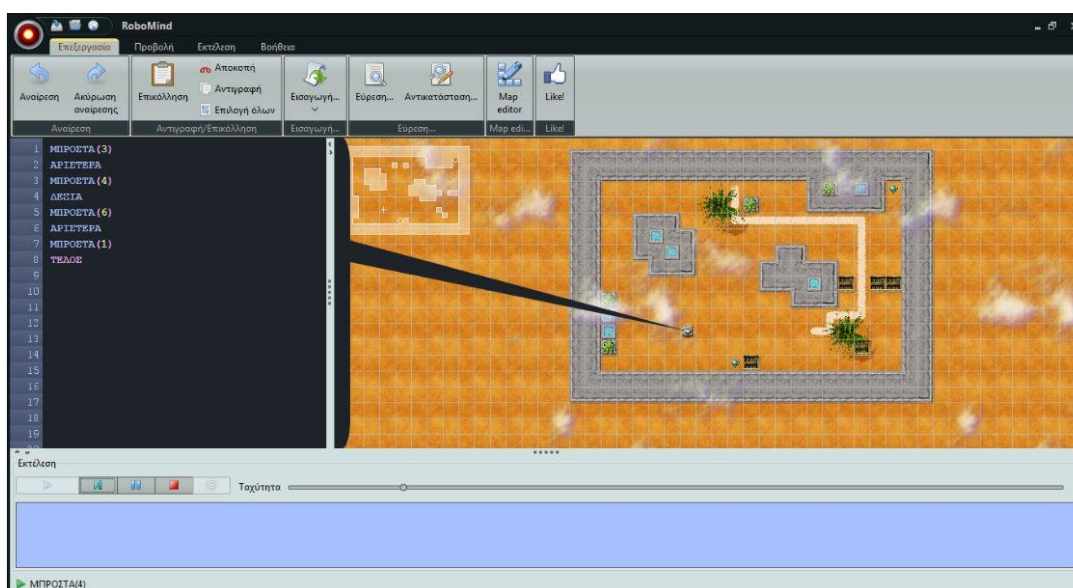 RoboMind
Επεξεργασία Προβολή Εκτέλεση Βοήθεια
Αναίρεση Ακύρωση αναίρεσης Επικόλληση Αποκοπή Αντιγραφή Επιλογή όλων Εισαγωγή... Εύρεση... Αντικατάσταση... Map editor Like!
Αναίρεση Αντιγραφή/Επικόλληση Εισαγωγή... Εύρεση... Map edi... Like!
1 ΜΠΡΟΣΤΑ(3)
2 ΑΡΙΣΤΕΡΑ
3 ΜΠΡΟΣΤΑ(4)
4 ΔΕΞΙΑ
5 ΜΠΡΟΣΤΑ(6)
6 ΑΡΙΣΤΕΡΑ
7 ΜΠΡΟΣΤΑ(1)
8 ΤΕΛΟΣ
9
10
11
12
13
14
15
16
17
18
19
Εκτέλεση
Ταχύτητα
ΜΠΡΟΣΤΑ(4)